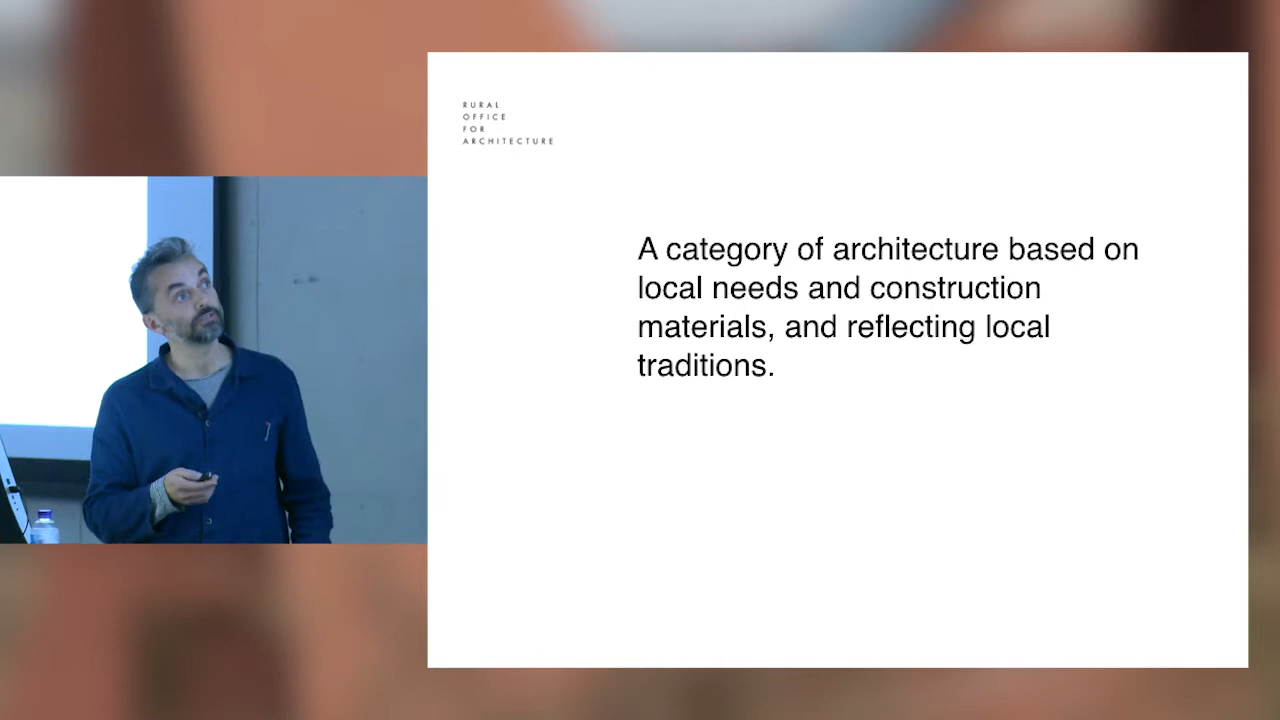 RURAL
OFFICE
FOR
ARCHITECTURE
A category of architecture based on
local needs and construction
materials, and reflecting local
traditions.